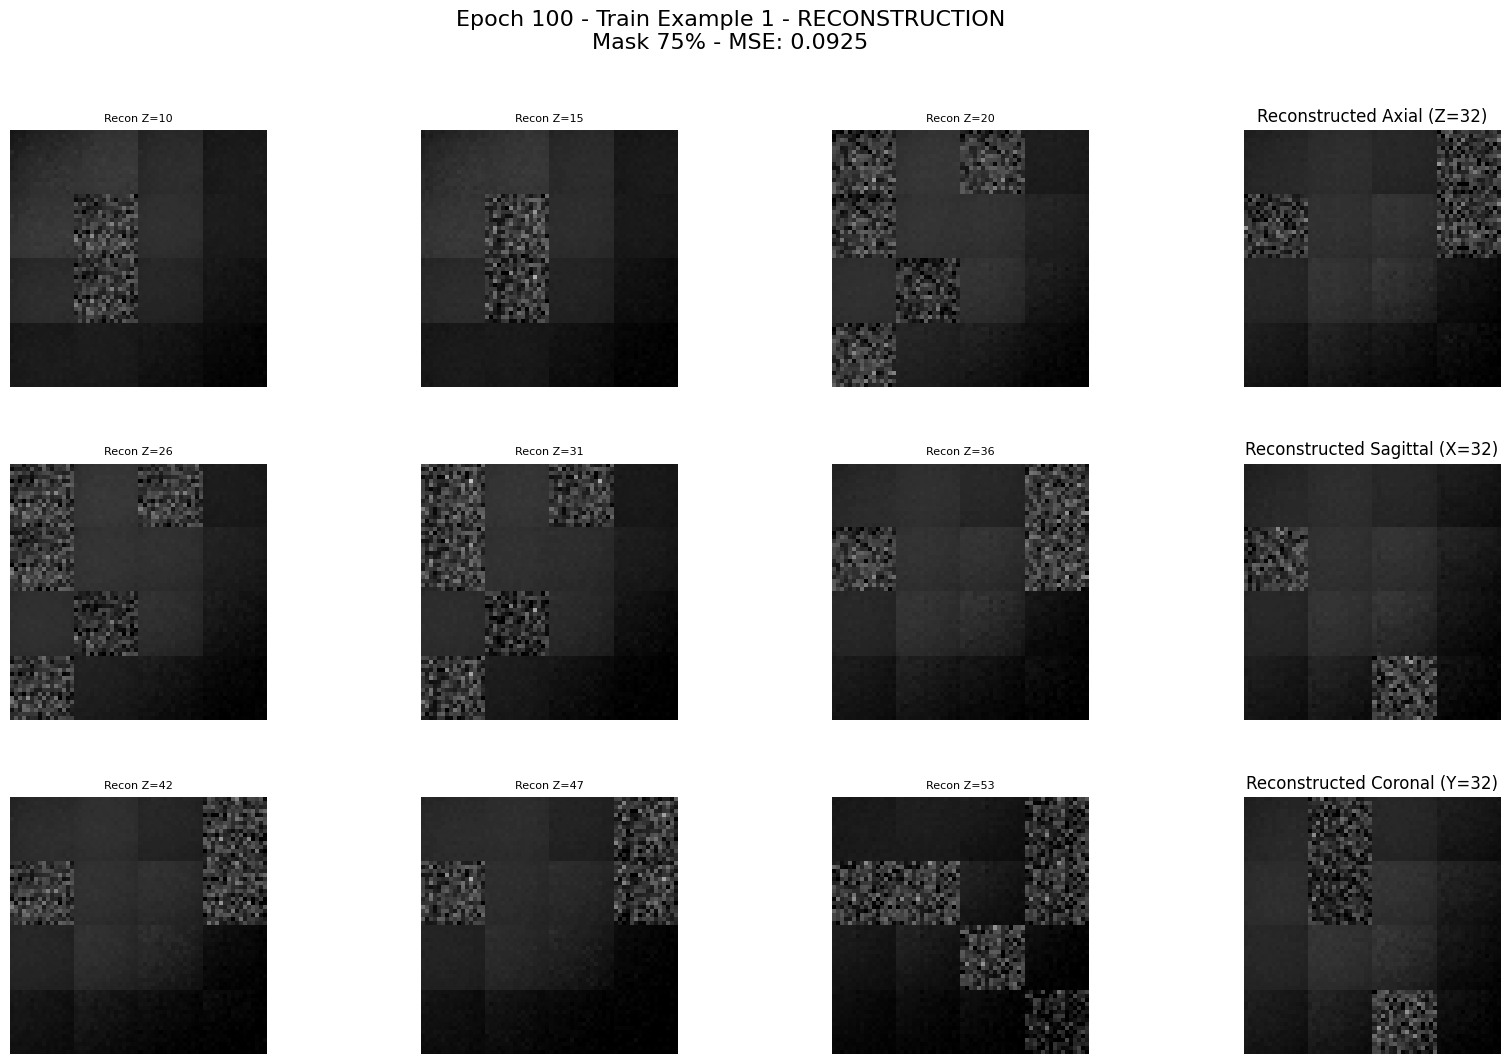 Epoch 100 - Train Example 1 - RECONSTRUCTION
Mask 75% - MSE: 0.0925
Recon Z=10
Recon Z=15
Recon Z=20
Reconstructed Axial (Z=32)
Recon Z=26
Recon Z=31
Recon Z=36
Reconstructed Sagittal (X=32)
Recon Z=42
Recon Z=47
Recon Z=53
Reconstructed Coronal (Y=32)